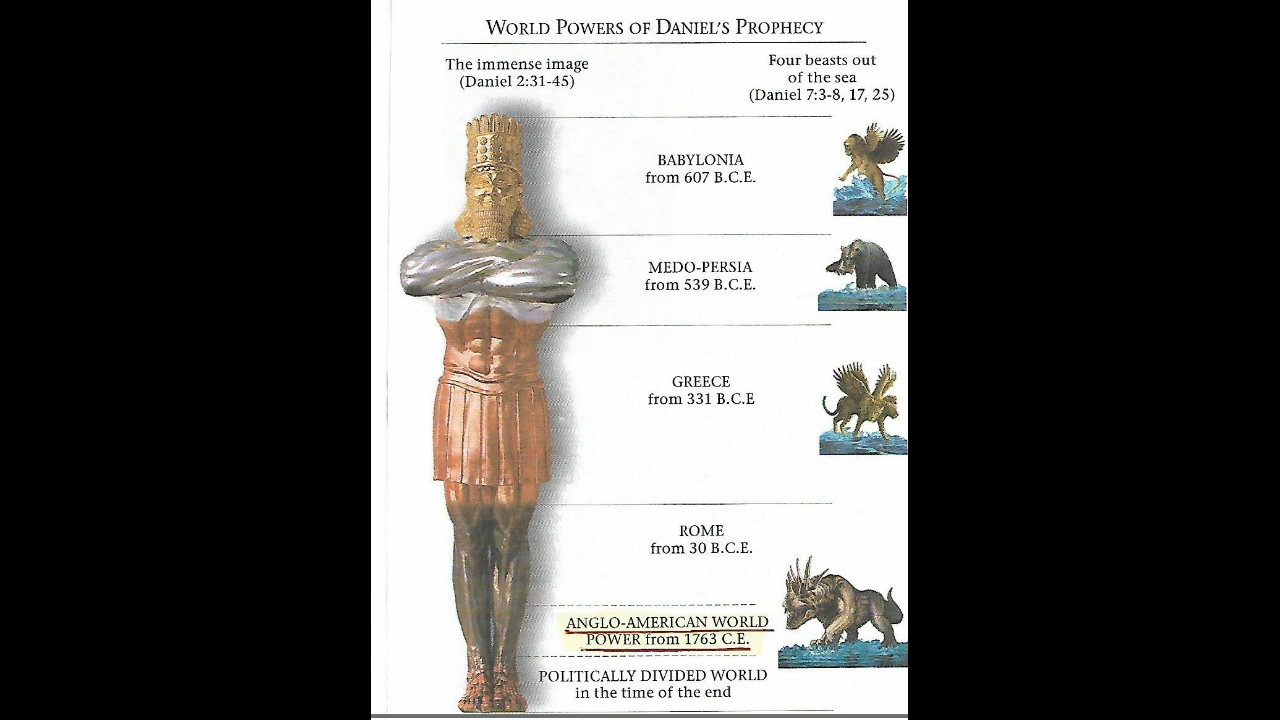 WORLD POWERS OF DANIEL'S PROPHECY
The immense image
(Daniel 2:31-45)
Four beasts out
of the sea
(Daniel 7:3-8, 17, 25)
BABYLONIA
from 607 B.C.E.
MEDO-PERSIA
from 539 B.C.E.
GREECE
from 331 B.C.E
ROME
from 30 B.C.E.
ANGLO-AMERICAN WORLD
POWER from 1763 C.E.
POLITICALLY DIVIDED WORLD
in the time of the end